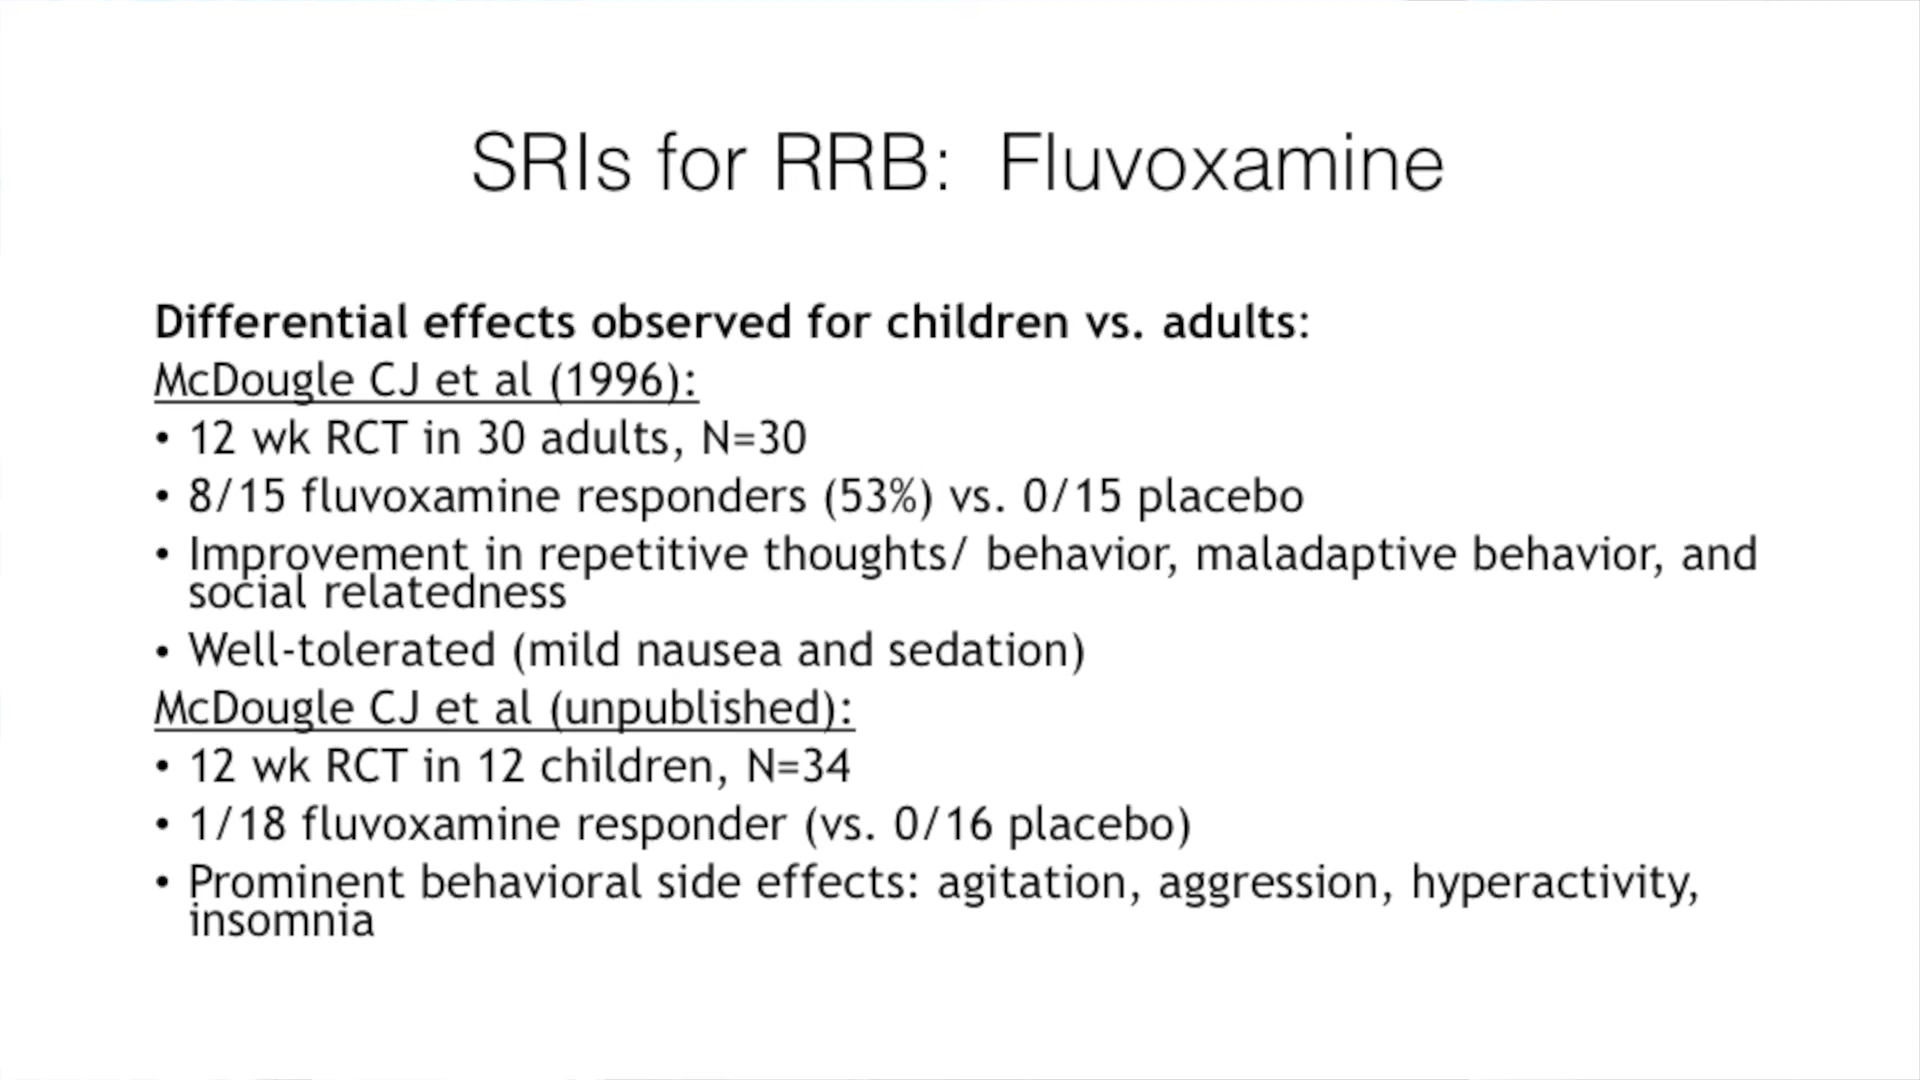 SRIs for RRB:  Fluvoxamine
Differential effects observed for children vs. adults:
McDougle CJ et al (1996):
• 12 wk RCT in 30 adults, N=30
• 8/15 fluvoxamine responders (53%) vs. 0/15 placebo
• Improvement in repetitive thoughts/ behavior, maladaptive behavior, and
social relatedness
• Well-tolerated (mild nausea and sedation)
McDougle CJ et al (unpublished):
• 12 wk RCT in 12 children, N=34
• 1/18 fluvoxamine responder (vs. 0/16 placebo)
• Prominent behavioral side effects: agitation, aggression, hyperactivity,
insomnia